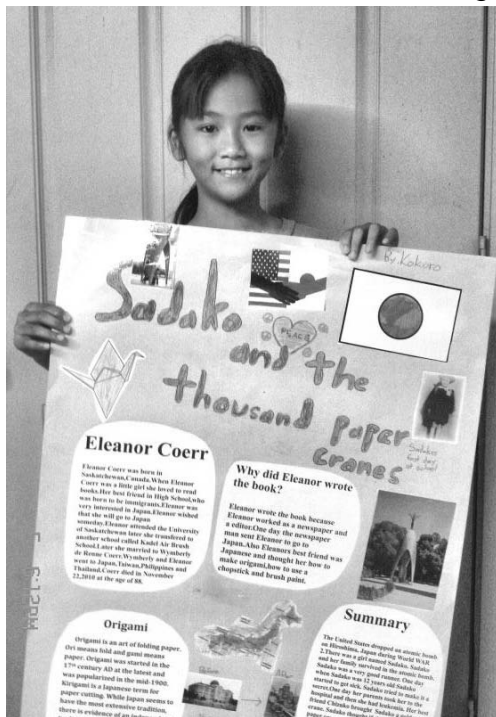 By Kokoro
Sadako
PEACE
and the
thousand paper
cranes
Sadakos
first day
of school
Eleanor Coerr
Eleanor Coerr was born in
Saskatchewan,Canada.When Eleanor
Coerr was a little girl she loved to read
books.Her best friend in High School,who
was born to be immigrants.Eleanor was
very interested in Japan.Eleanor wished
that she will go to Japan
someday.Eleanor attended the University
of Saskatchewan later she transfered to
another school called Kadel Air Brush
School.Later she married to Wymberly
de Renne Coerr.Wymberly and Eleanor
went to Japan,Taiwan,Philippines and
Thailand.Coerr died in November
22,2010 at the age of 88.
Why did Eleanor wrote
the book?
Eleanor wrote the book because
Eleanor worked as a newspaper and
a editor.One day the newspaper
man sent Eleanor to go to
Japan.Also Eleanors best friend was
Japanese and thought her how to
make origami,how to use a
chopstick and brush paint.
Origami
Origami is an art of folding paper.
Ori means fold and gami means
paper. Origami was started in the
17th century AD at the latest and
was popularized in the mid-1900.
Kirigami is a Japanese term for
paper cutting. While Japan seems to
have the most extensive tradition,
there is evidence of an
Summary
The United States dropped an atomic bomb
on Hiroshima, Japan during World WAR
2.There was a girl named Sadako. Sadako
and her family survived in the atomic bomb.
Sadako was a very good runner. One day
when Sadako was 12 years old Sadako
started to get sick. Sadako tried to make it a
secret.One day her parents took her to the
hospital and then she had leukemia. Her best
friend Chizuko brought Sadako a
crane. Sadako